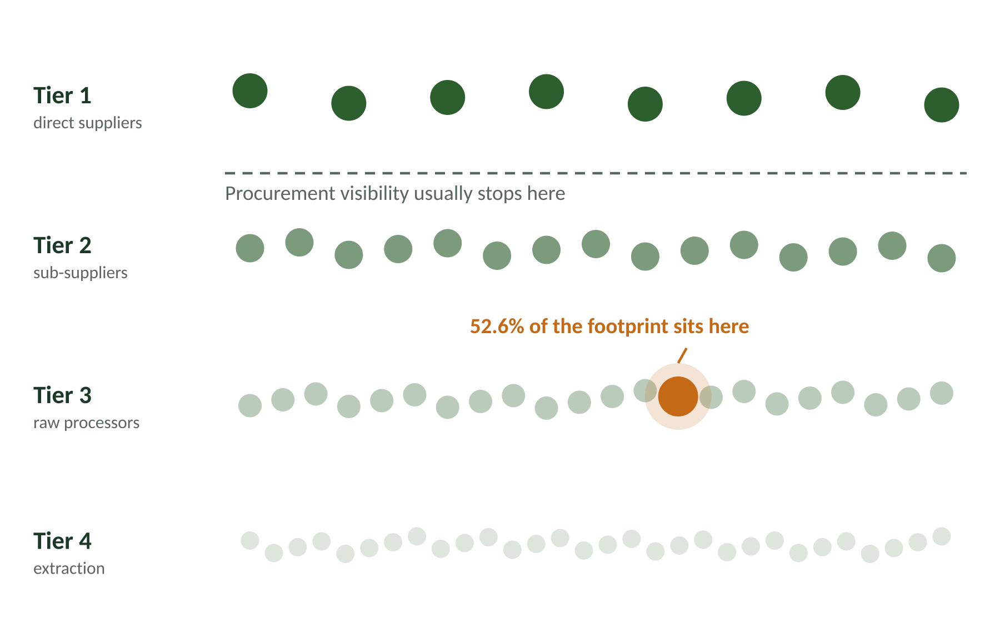 Tier 1
direct suppliers
Procurement visibility usually stops here
Tier 2
sub-suppliers
52.6% of the footprint sits here
Tier 3
raw processors
Tier 4
extraction